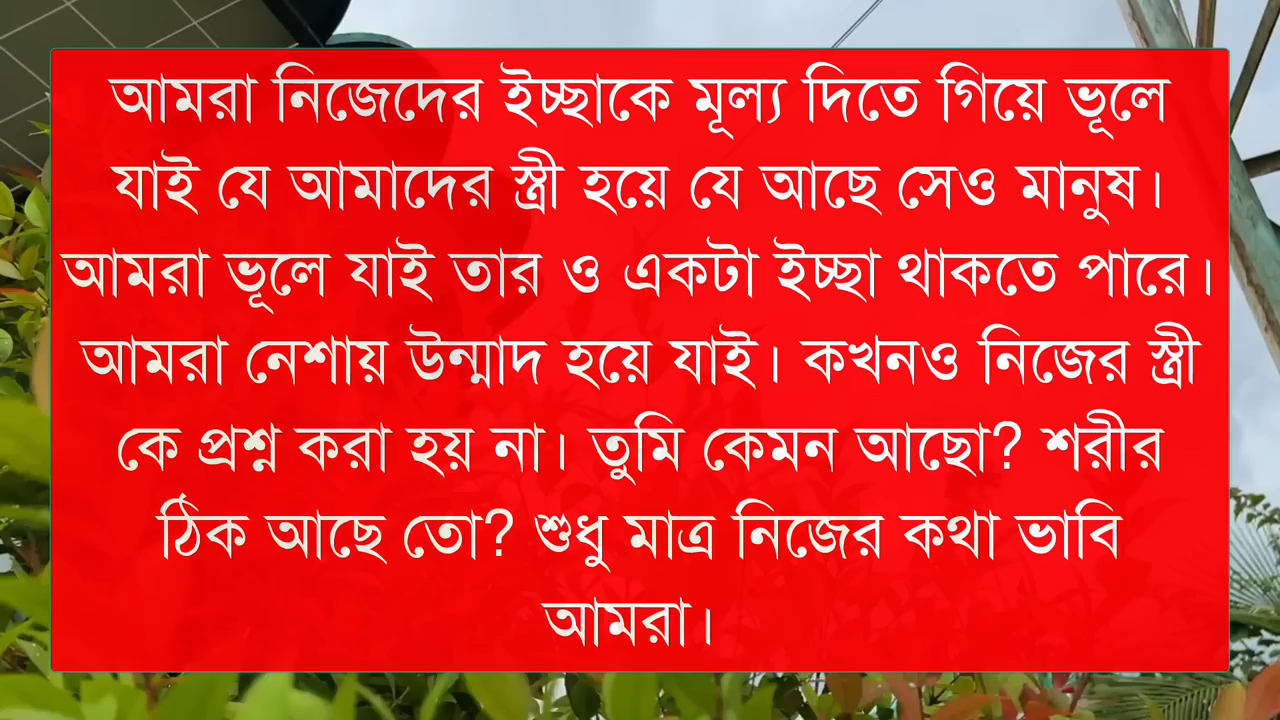 আমরা নিজেদের ইচ্ছাকে মূল্য দিতে গিয়ে ভূলে
যাই যে আমাদের স্ত্রী হয়ে যে আছে সেও মানুষ।
আমরা ভূলে যাই তার ও একটা ইচ্ছা থাকতে পারে।
আমরা নেশায় উন্মাদ হয়ে যাই। কখনও নিজের স্ত্রী
কে প্রশ্ন করা হয় না। তুমি কেমন আছো? শরীর
ঠিক আছে তো? শুধু মাত্র নিজের কথা ভাবি
আমরা।